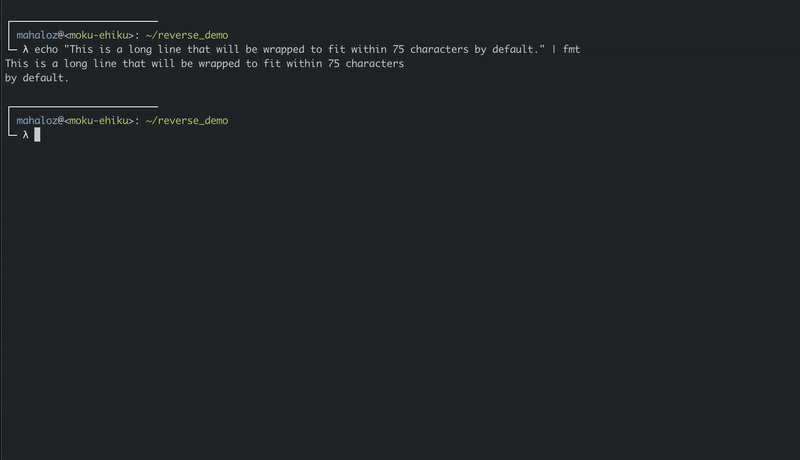 mahaloz@<moku-ehiku>: ~/reverse_demo
λ echo "This is a long line that will be wrapped to fit within 75 characters by default." | fmt
This is a long line that will be wrapped to fit within 75 characters
by default.
mahaloz@<moku-ehiku>: ~/reverse_demo
λ